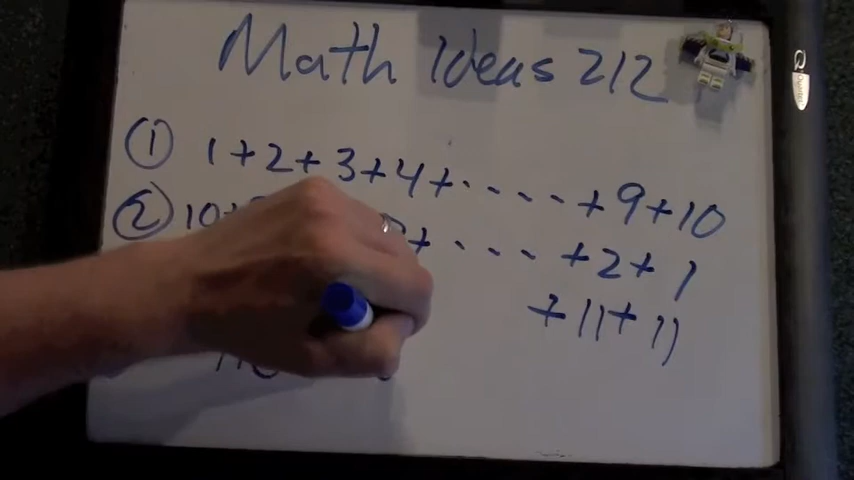 Math Ideas 212
① 1+2+3+4+....+9+10
② 10+ + ....+2+1
+11+11